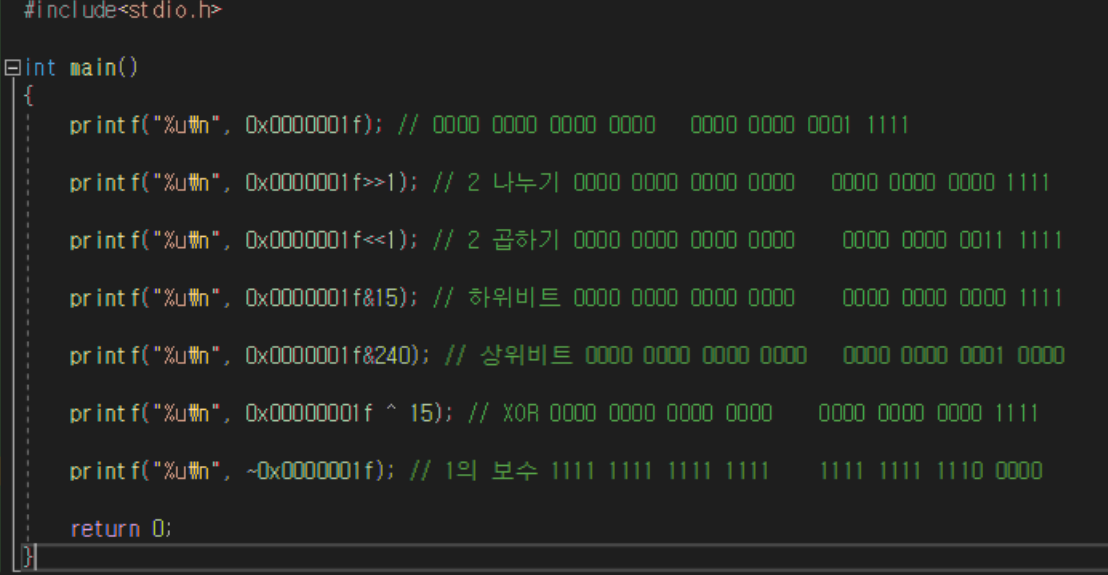 #include<stdio.h>
int main()
{
printf("%u₩n", 0x0000001f); // 0000 0000 0000 0000 0000 0000 0001 1111
printf("%u₩n", 0x0000001f>>1); // 2 나누기 0000 0000 0000 0000 0000 0000 0000 1111
printf("%u₩n", 0x0000001f<<1); // 2 곱하기 0000 0000 0000 0000 0000 0000 0011 1111
printf("%u₩n", 0x0000001f&15); // 하위비트 0000 0000 0000 0000 0000 0000 0000 1111
printf("%u₩n", 0x0000001f&240); // 상위비트 0000 0000 0000 0000 0000 0000 0001 0000
printf("%u₩n", 0x00000001f ^ 15); // XOR 0000 0000 0000 0000 0000 0000 0000 1111
printf("%u₩n", ~0x0000001f); // 1의 보수 1111 1111 1111 1111 1111 1111 1110 0000
return 0;
}